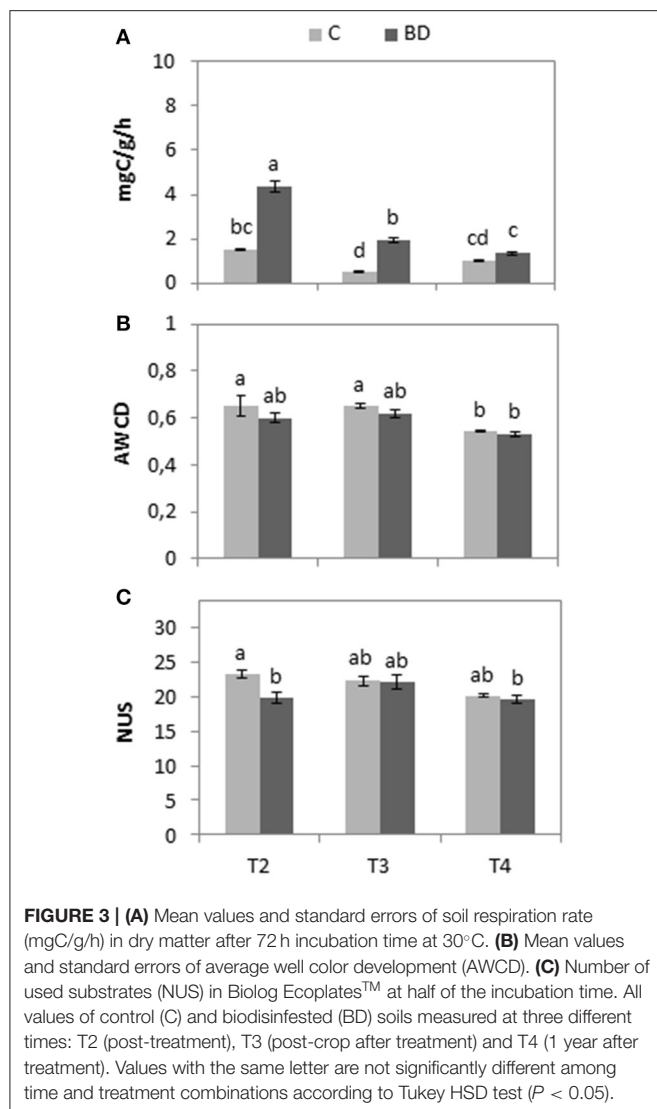 A
C BD
10
8
6
4
2
0
mgC/g/h
bc a d b cd c
B
1
0,8
0,6
0,4
0,2
0
AWCD
a ab a ab b b
C
30
25
20
15
10
5
0
NUS
a b ab ab ab b
T2 T3 T4
FIGURE 3 | (A) Mean values and standard errors of soil respiration rate
(mgC/g/h) in dry matter after 72 h incubation time at 30°C. (B) Mean values
and standard errors of average well color development (AWCD). (C) Number of
used substrates (NUS) in Biolog Ecoplates™ at half of the incubation time. All
values of control (C) and biodisinfested (BD) soils measured at three different
times: T2 (post-treatment), T3 (post-crop after treatment) and T4 (1 year after
treatment). Values with the same letter are not significantly different among
time and treatment combinations according to Tukey HSD test (P < 0.05).